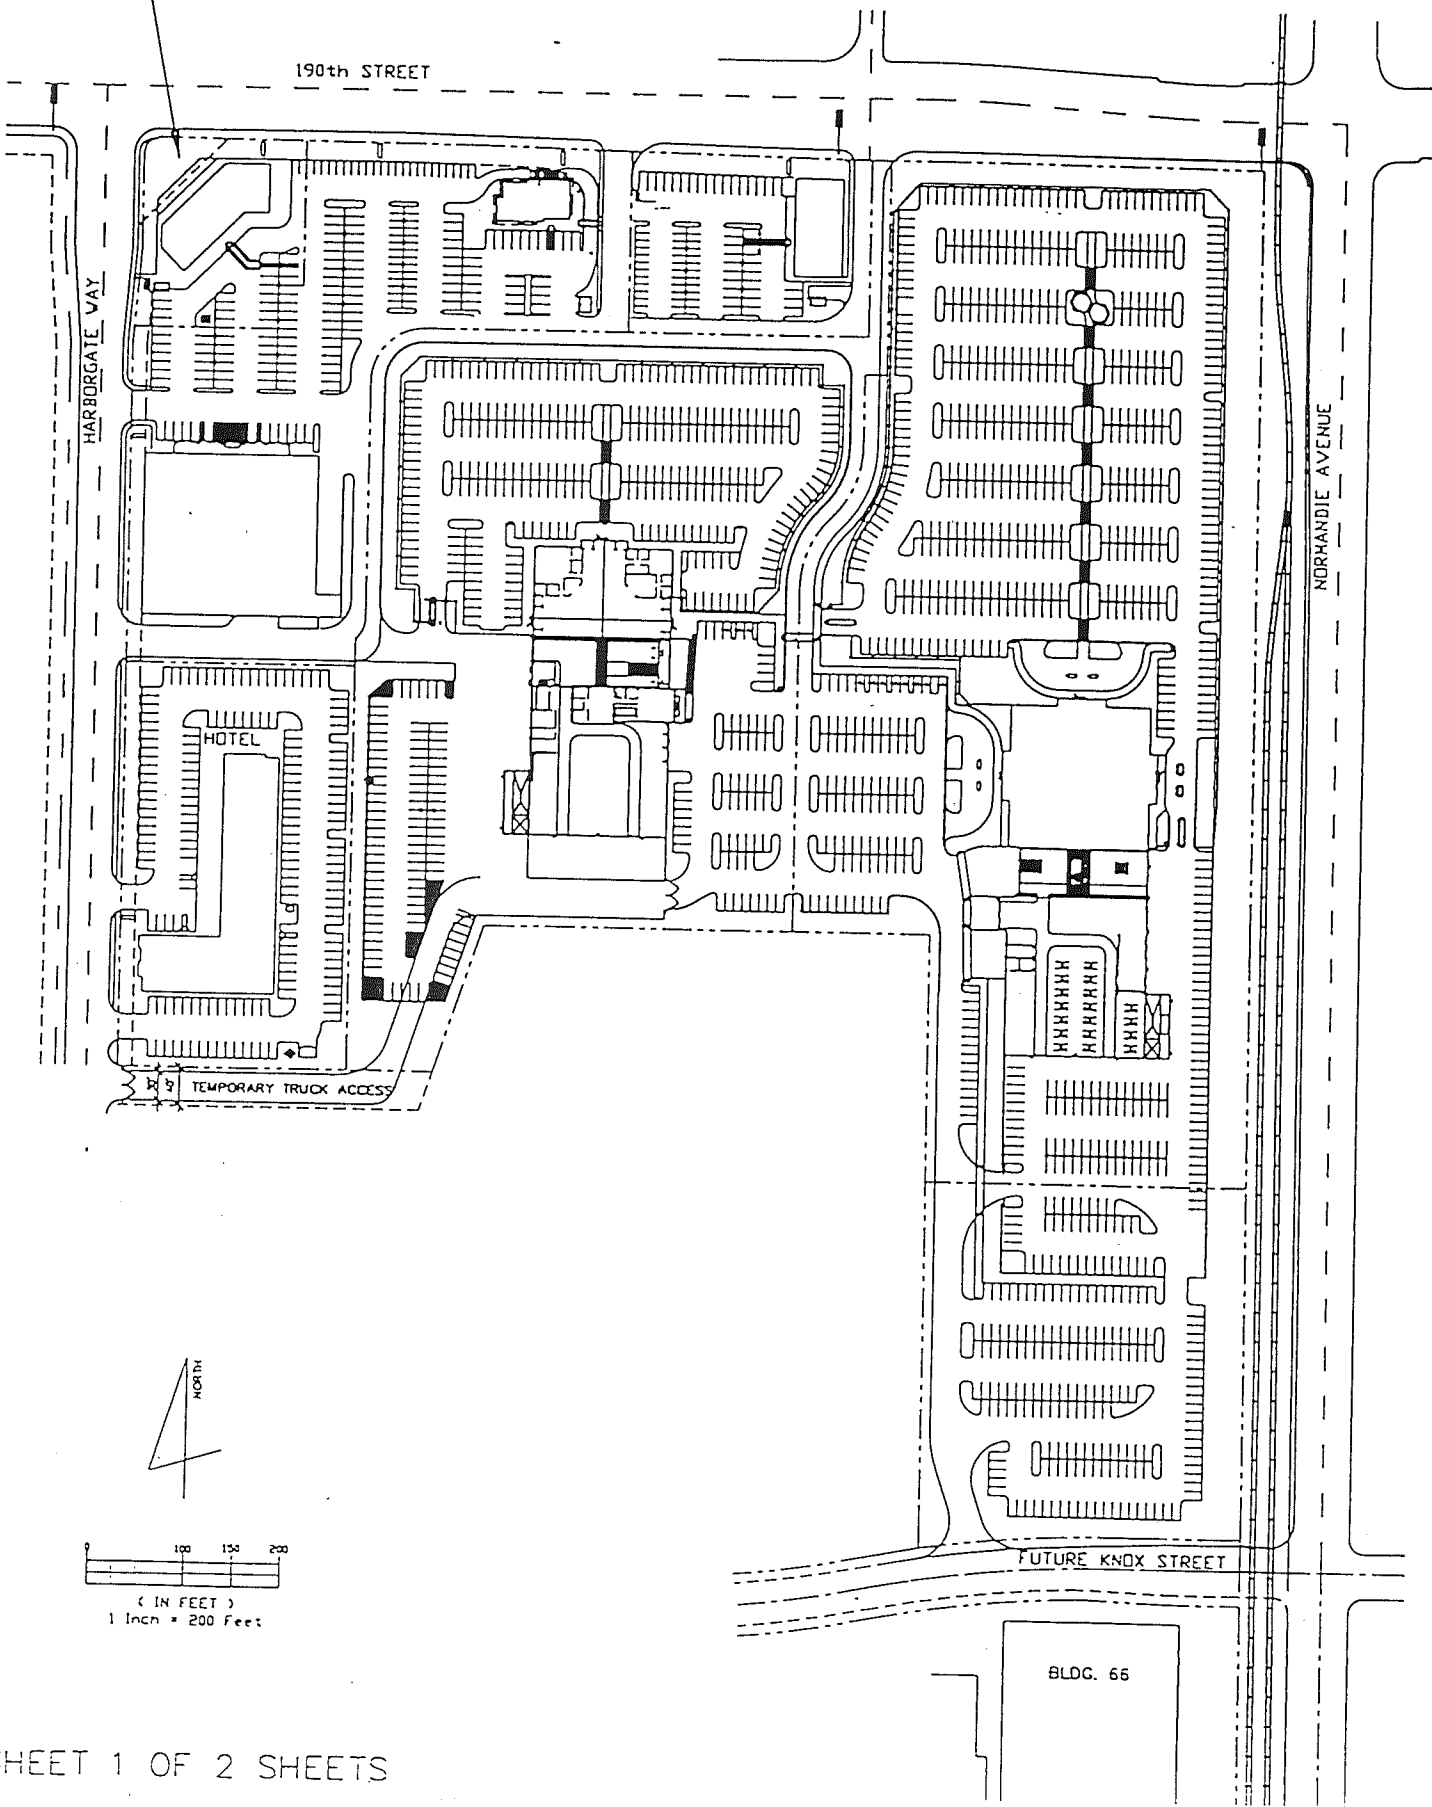 190th STREET
HARBORGATE WAY
NORMANDIE AVENUE
HOTEL
TEMPORARY TRUCK ACCESS
NORTH
0 100 150 200
( IN FEET )
1 Inch = 200 Feet
FUTURE KNOX STREET
BLDG. 66
HEET 1 OF 2 SHEETS